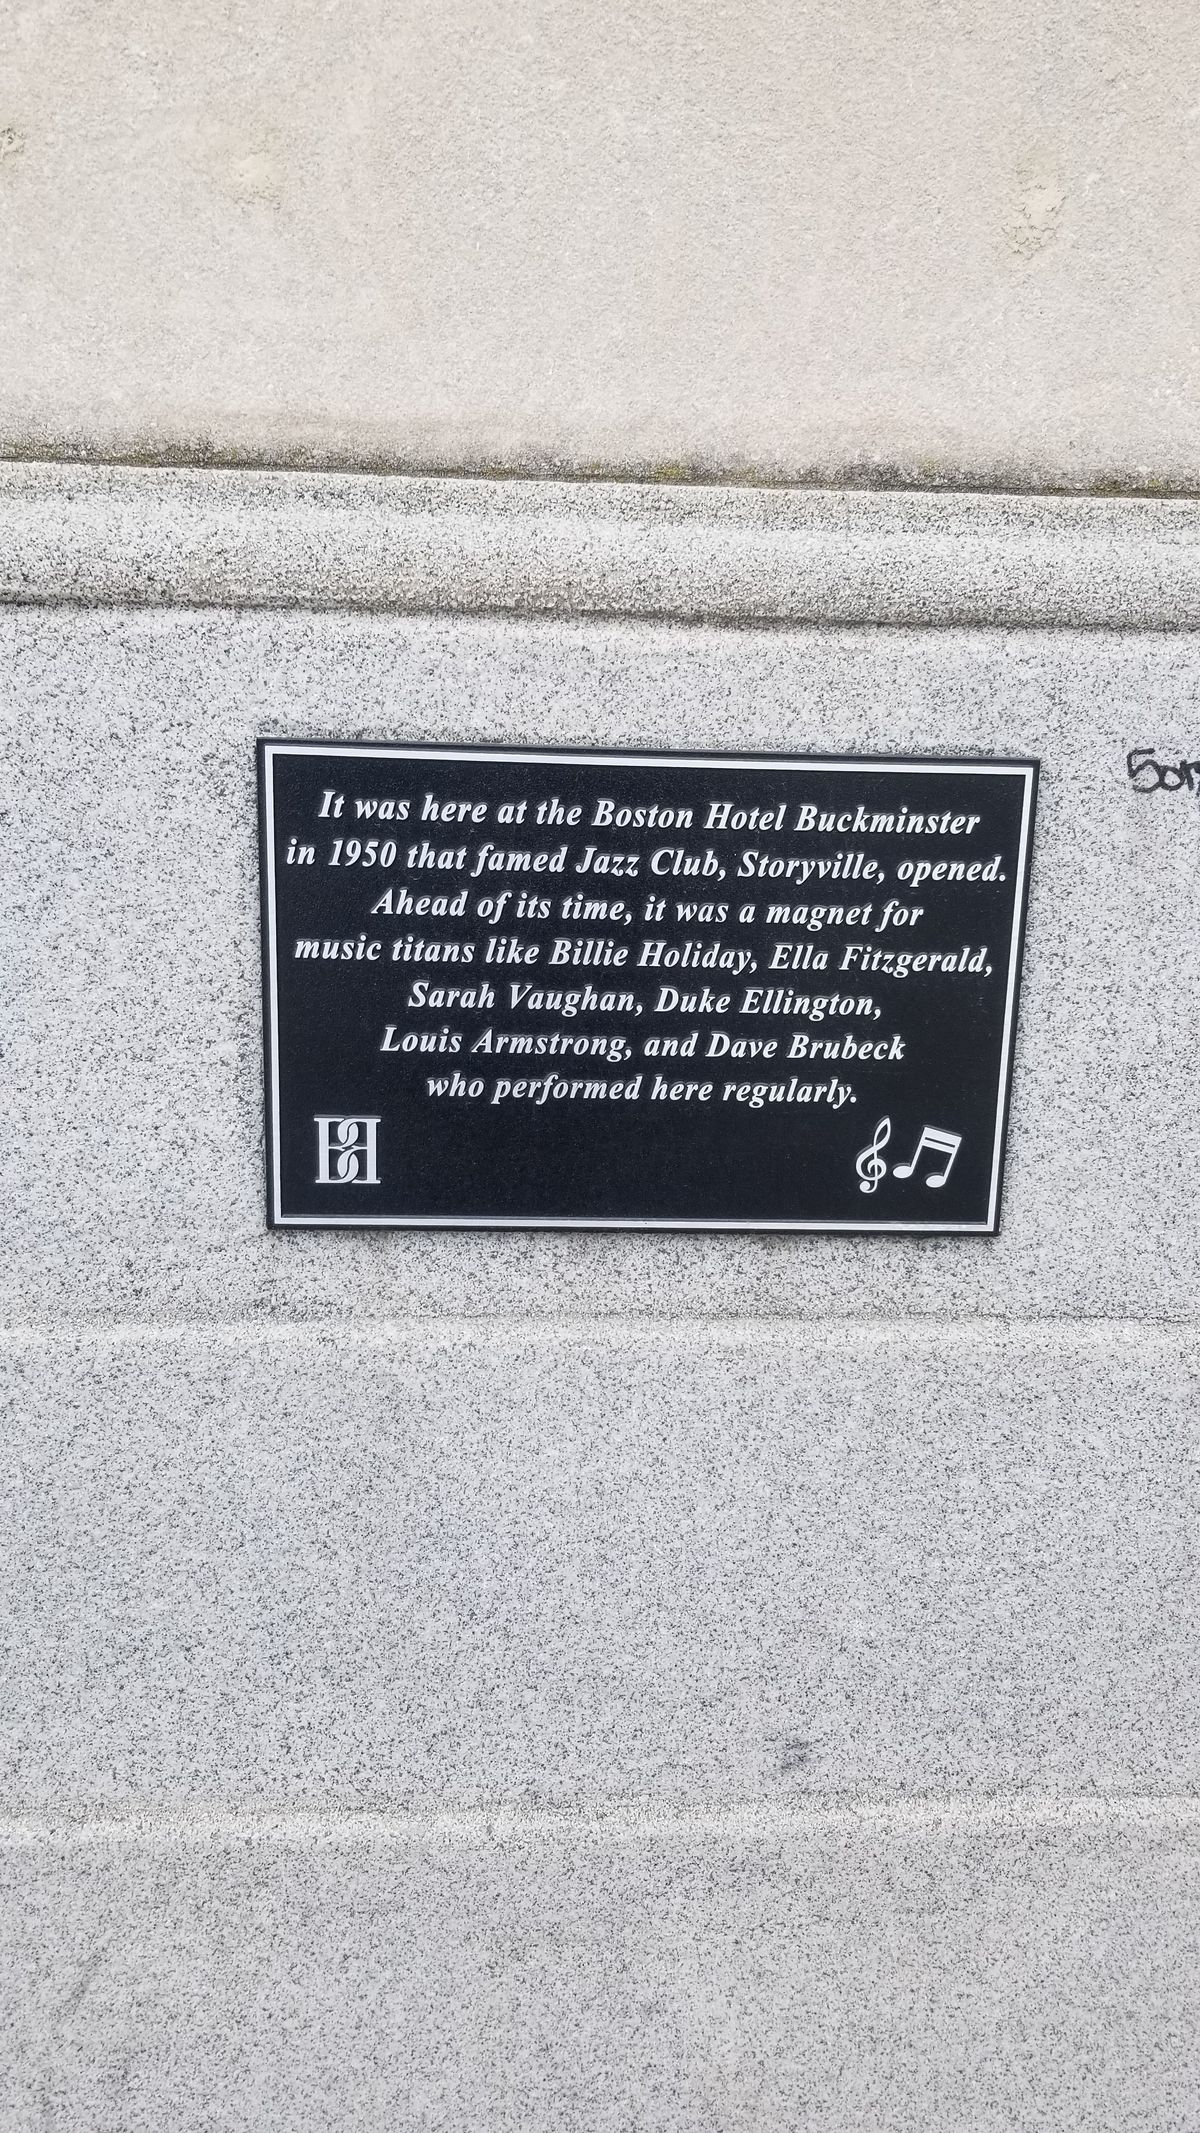 It was here at the Boston Hotel Buckminster
in 1950 that famed Jazz Club, Storyville, opened.
Ahead of its time, it was a magnet for
music titans like Billie Holiday, Ella Fitzgerald,
Sarah Vaughan, Duke Ellington,
Louis Armstrong, and Dave Brubeck
who performed here regularly.